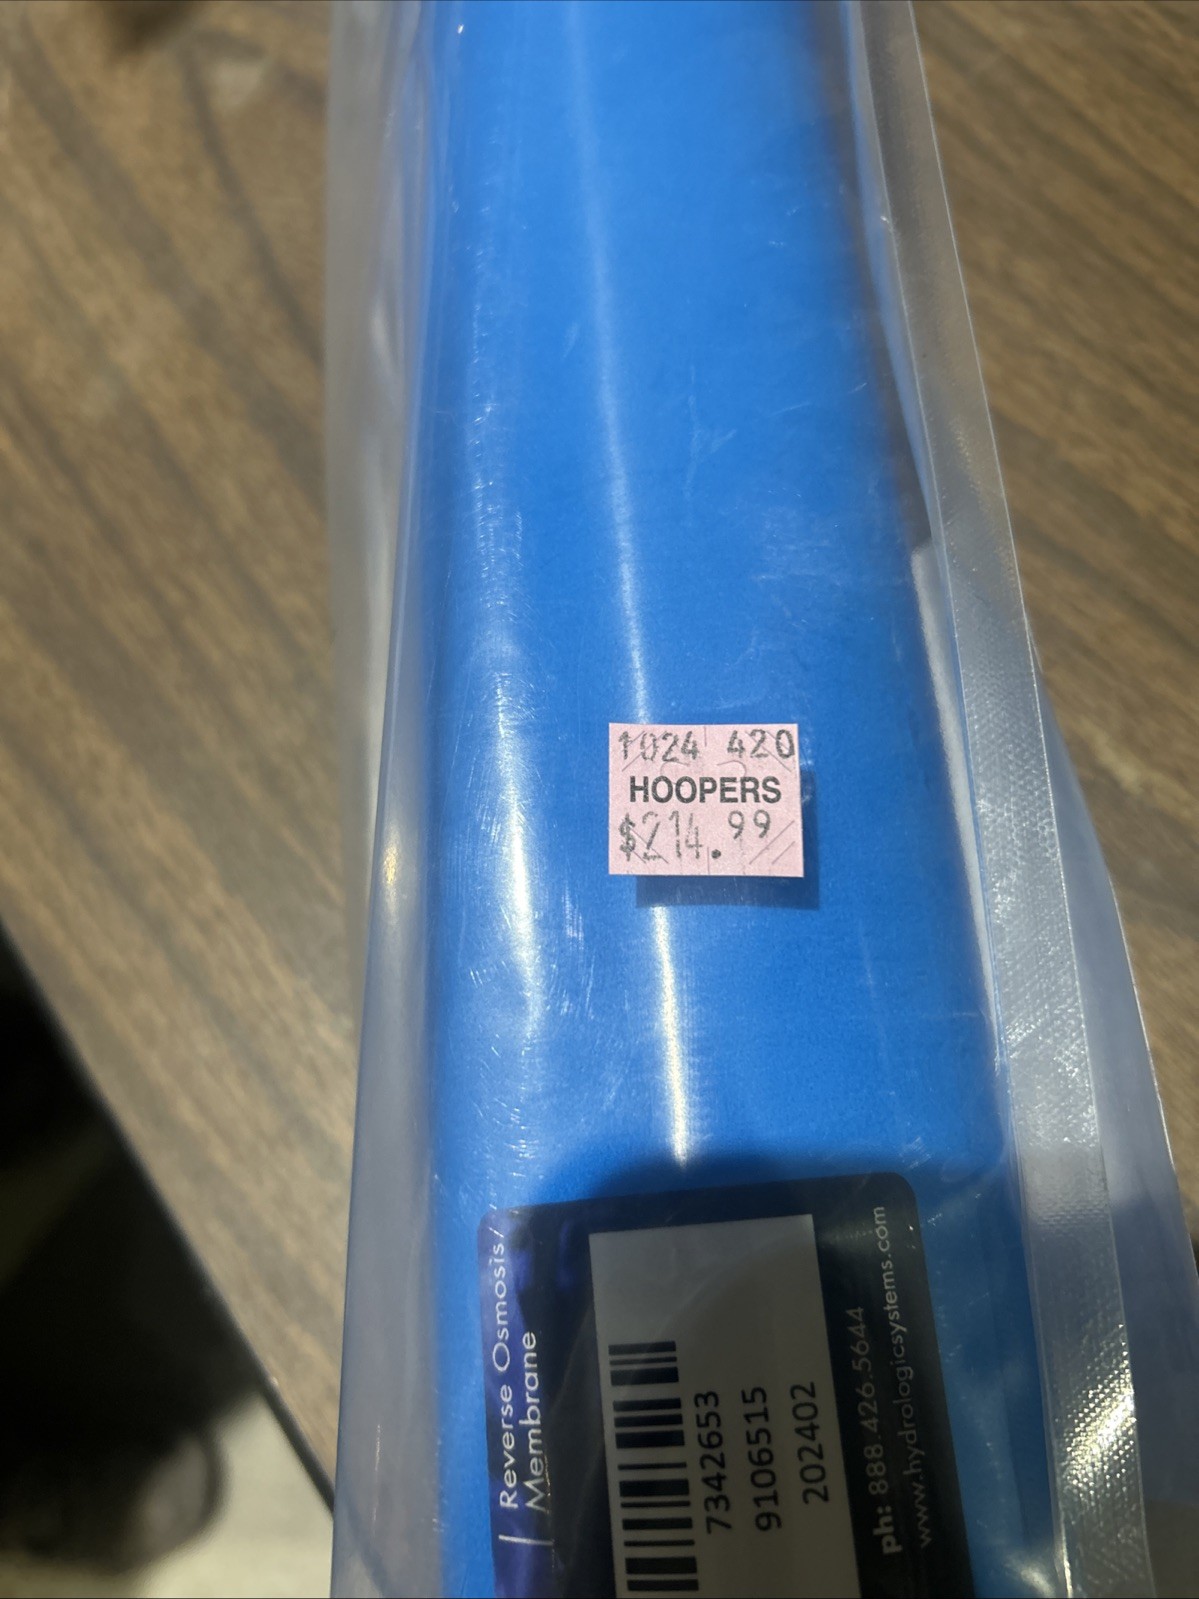 1024 420
HOOPERS
$214.99
Reverse Osmosis/
Membrane
7342653
9106515
202402
ph: 888.426.5644
www.hydrologicsystems.com